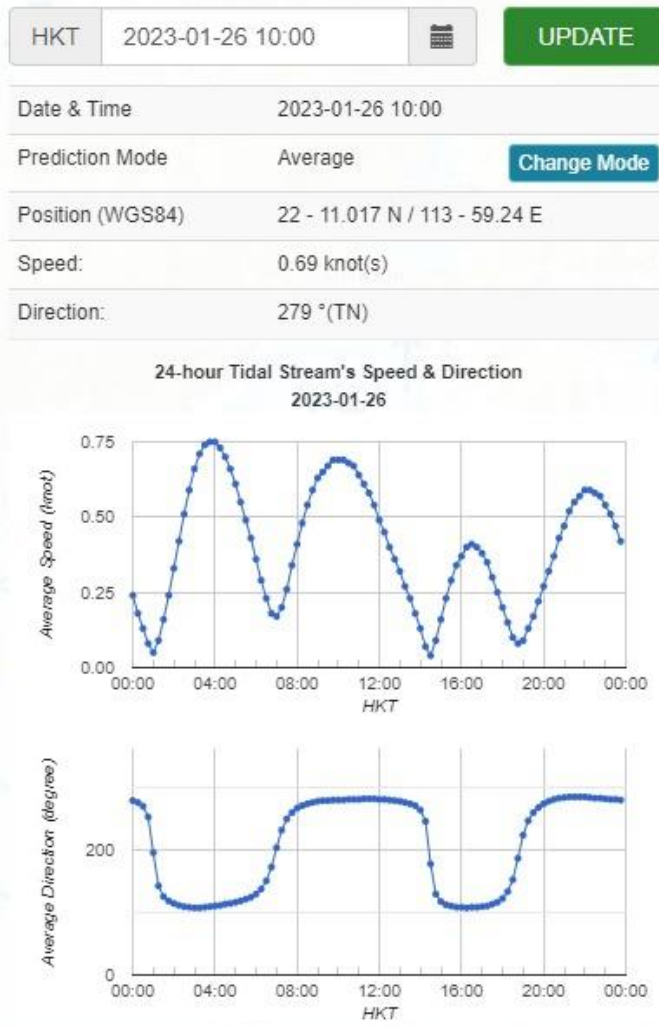 HKT 2023-01-26 10:00 UPDATE
Date & Time 2023-01-26 10:00
Prediction Mode Average Change Mode
Position (WGS84) 22 - 11.017 N / 113 - 59.24 E
Speed: 0.69 knot(s)
Direction: 279 °(TN)
24-hour Tidal Stream's Speed & Direction
2023-01-26
Average Speed (knot)
0.75
0.50
0.25
0.00
00:00 04:00 08:00 12:00 16:00 20:00 00:00
HKT
Average Direction (degree)
200
0
00:00 04:00 08:00 12:00 16:00 20:00 00:00
HKT